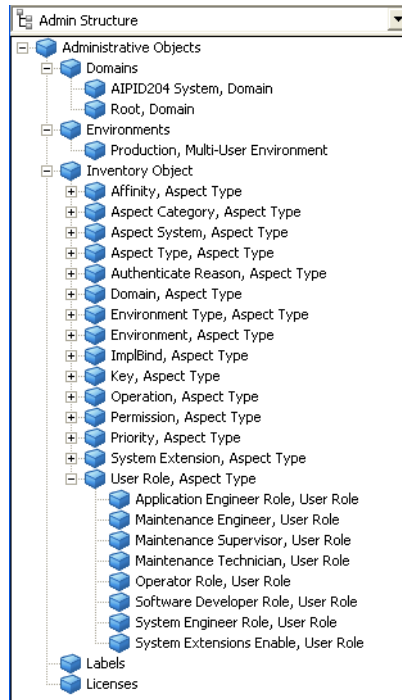 Admin Structure
Administrative Objects
Domains
AIPID204 System, Domain
Root, Domain
Environments
Production, Multi-User Environment
Inventory Object
Affinity, Aspect Type
Aspect Category, Aspect Type
Aspect System, Aspect Type
Aspect Type, Aspect Type
Authenticate Reason, Aspect Type
Domain, Aspect Type
Environment Type, Aspect Type
Environment, Aspect Type
ImplBind, Aspect Type
Key, Aspect Type
Operation, Aspect Type
Permission, Aspect Type
Priority, Aspect Type
System Extension, Aspect Type
User Role, Aspect Type
Application Engineer Role, User Role
Maintenance Engineer, User Role
Maintenance Supervisor, User Role
Maintenance Technician, User Role
Operator Role, User Role
Software Developer Role, User Role
System Engineer Role, User Role
System Extensions Enable, User Role
Labels
Licenses